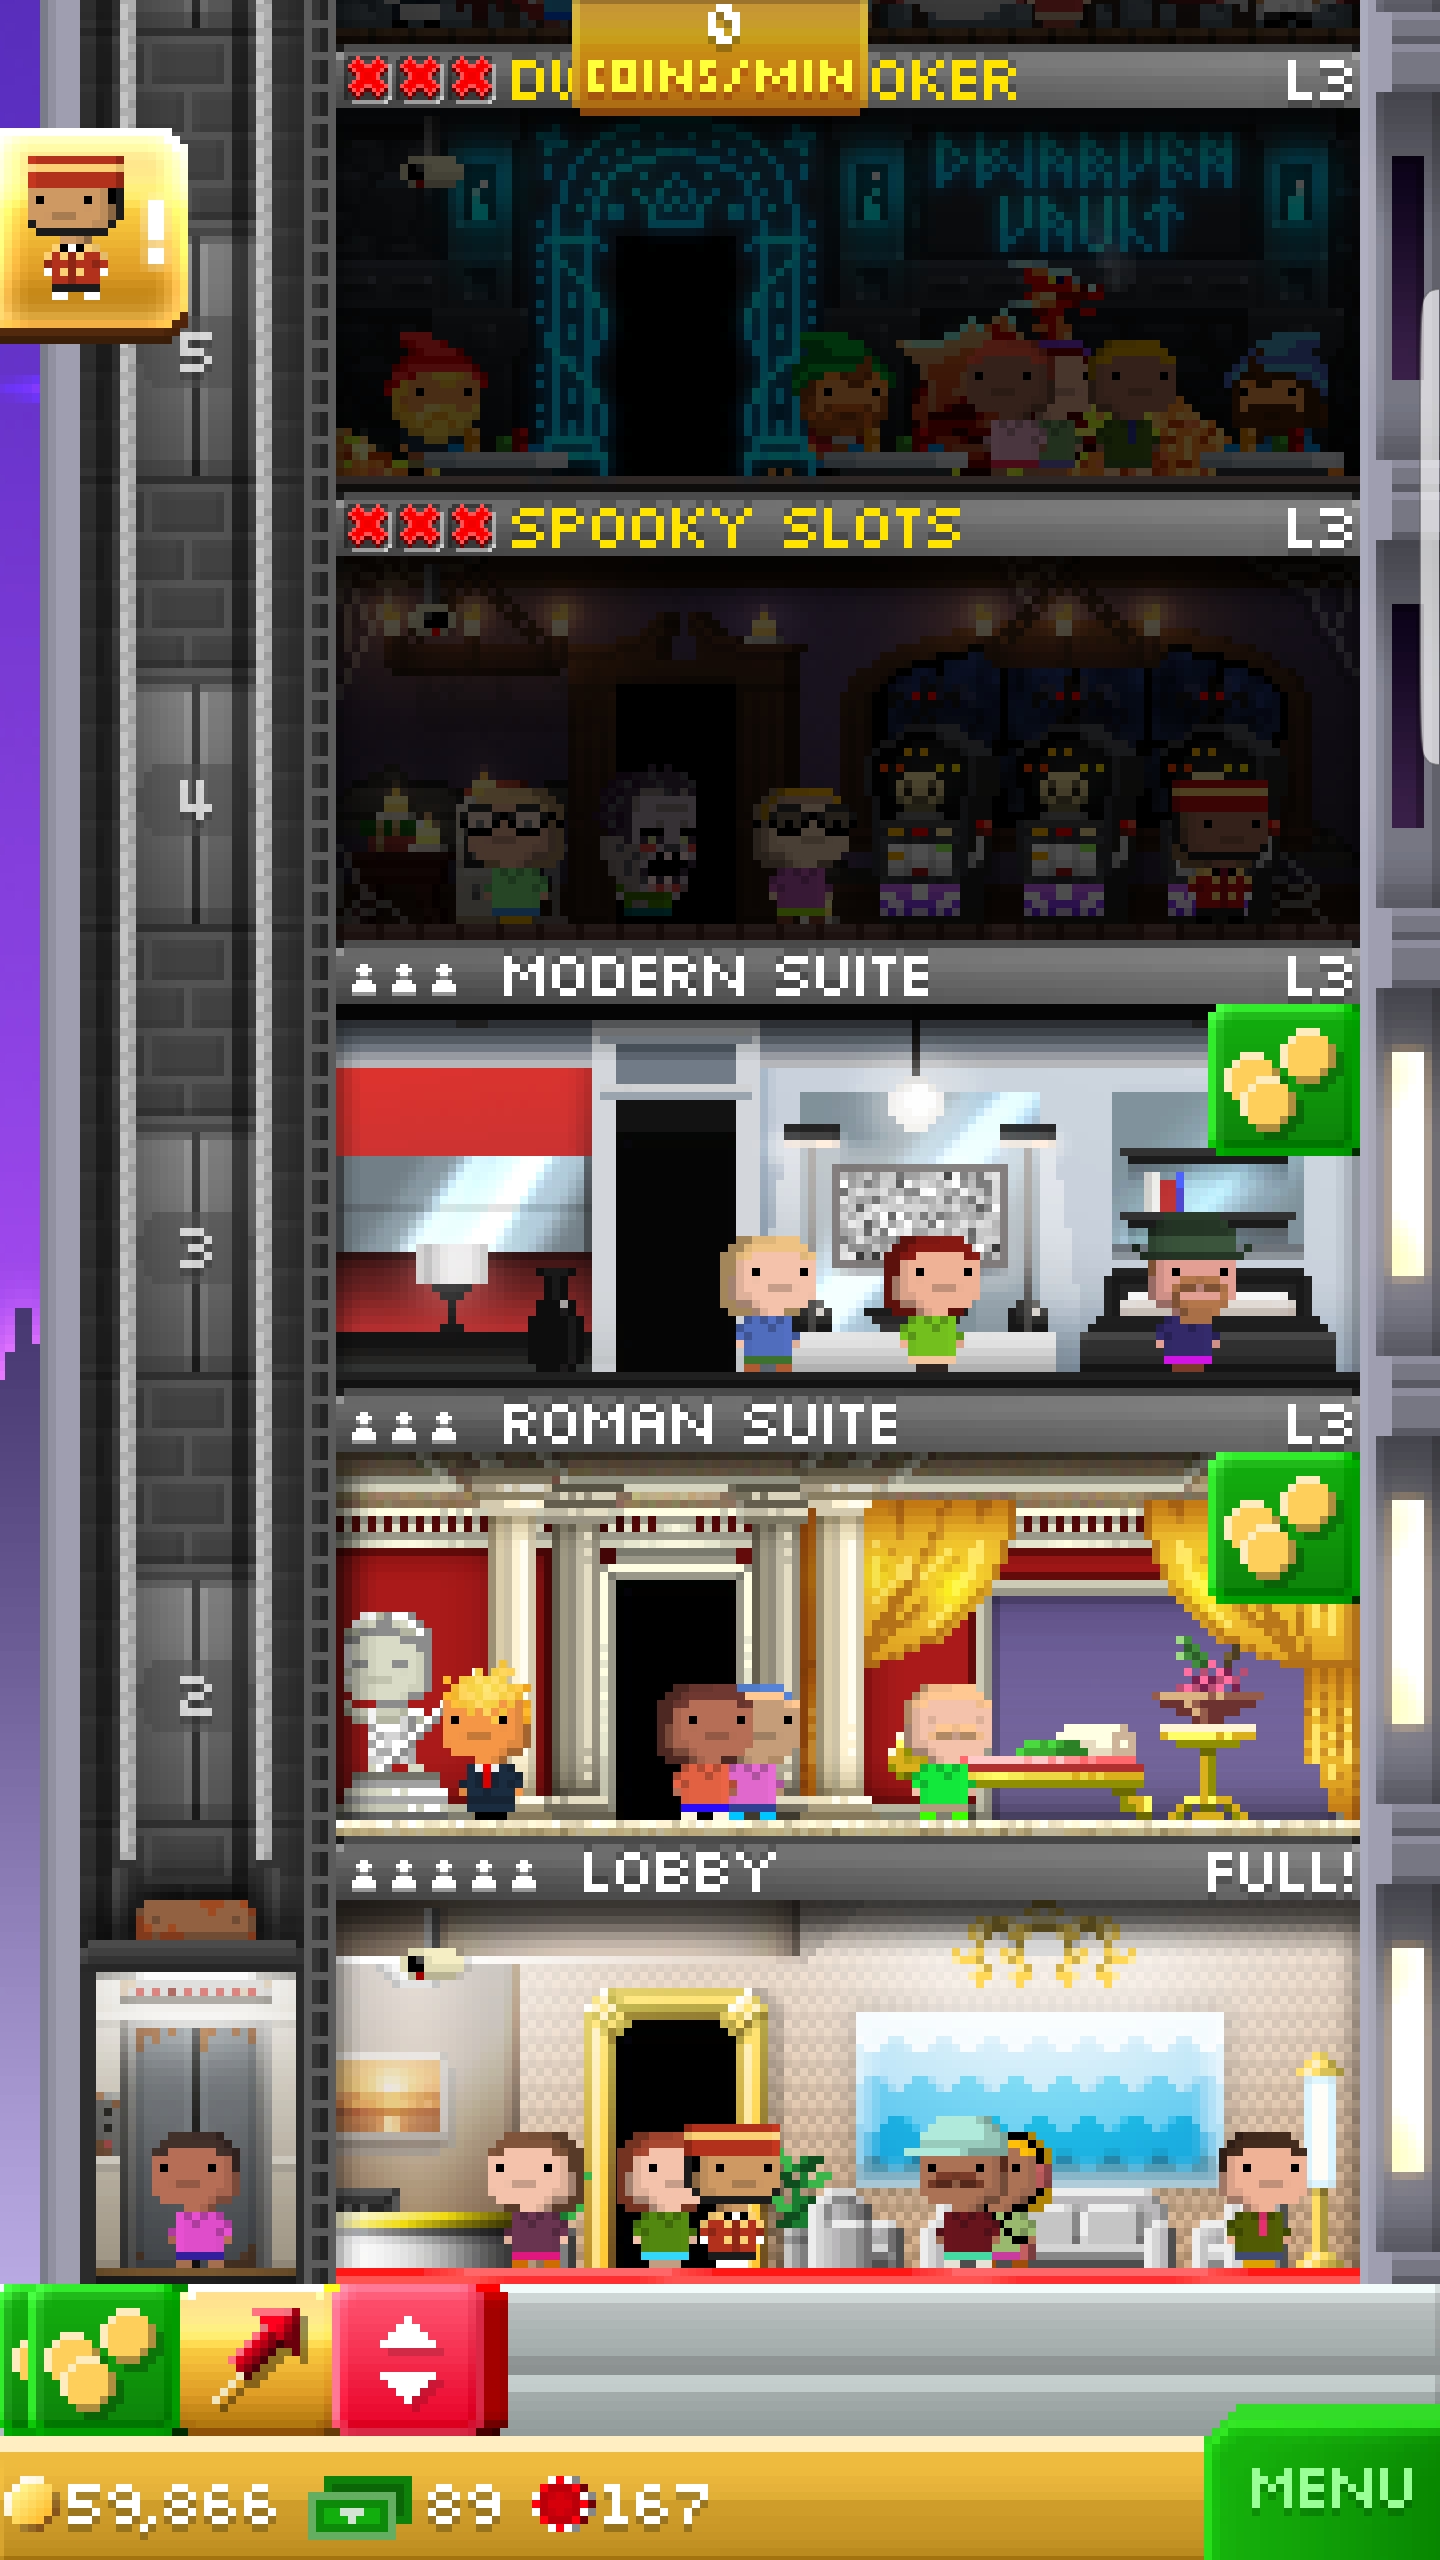 0
COINS/MIN
OKER L3
DWARVEN
VAULT
!
5
SPOOKY SLOTS L3
4
MODERN SUITE L3
3
ROMAN SUITE L3
2
LOBBY FULL!
59,866 89 167
MENU